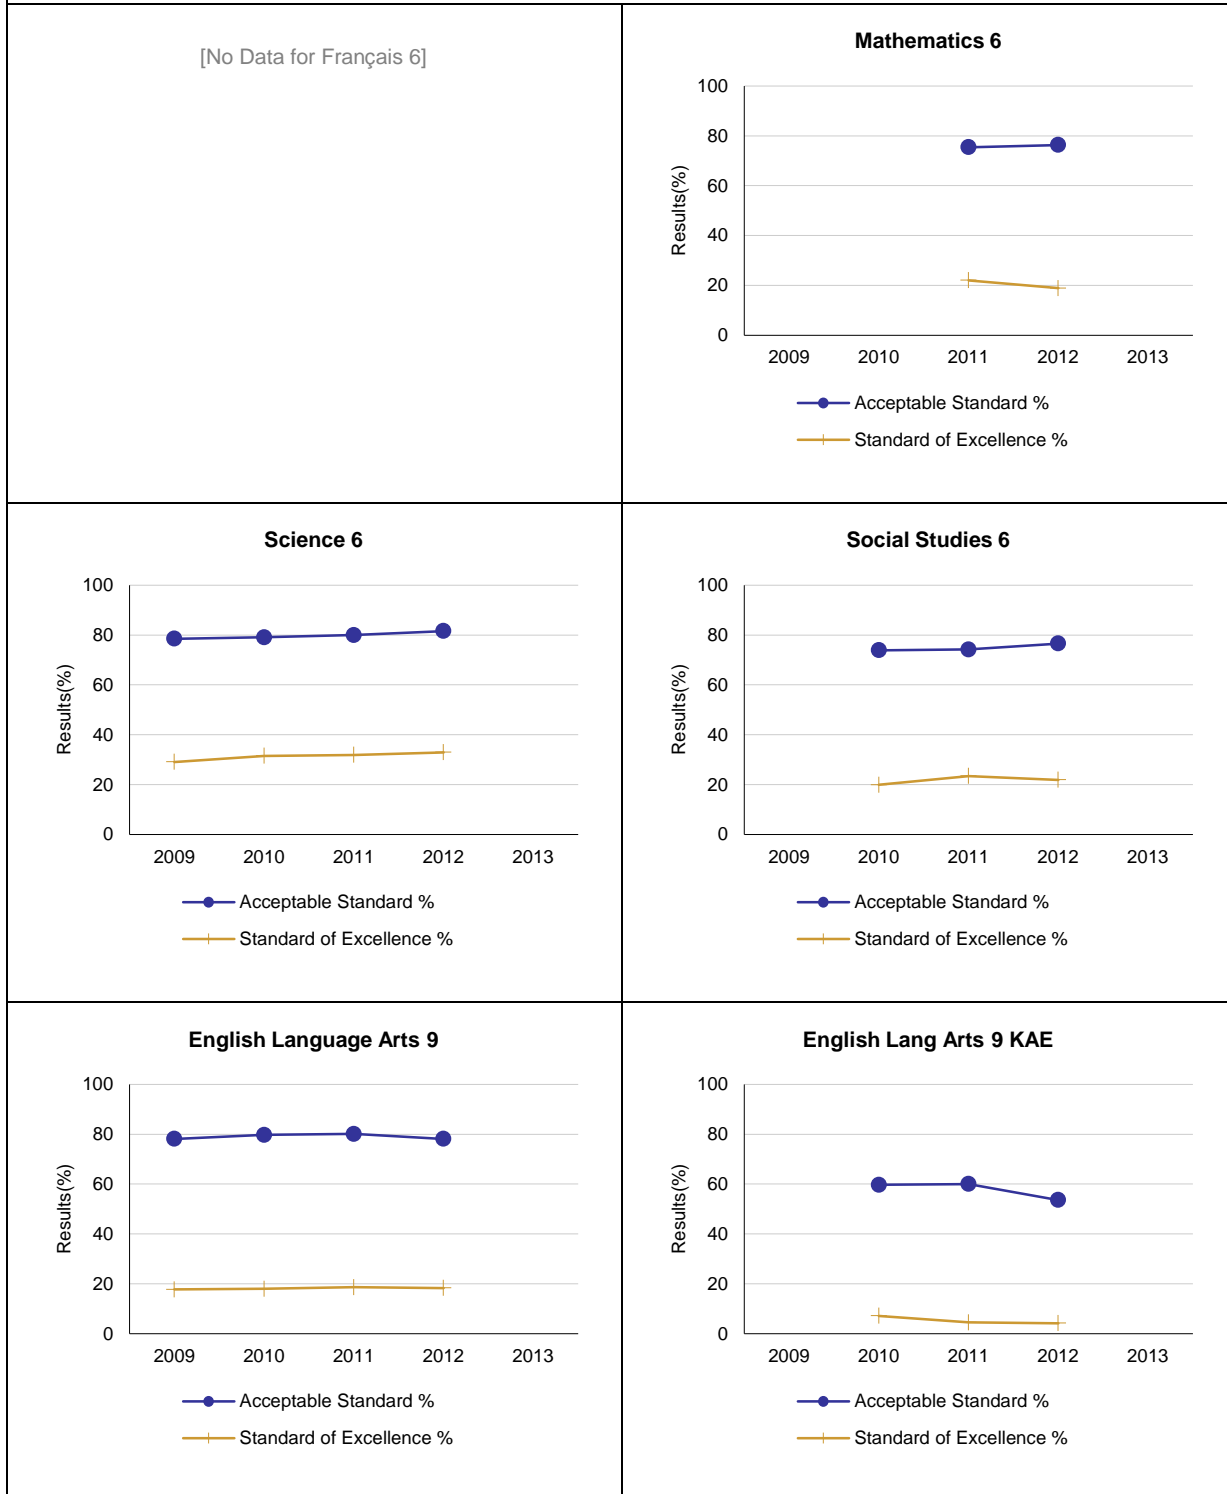 [No Data for Français 6]
Mathematics 6
100
80
60
40
20
0
Results(%)
2009 2010 2011 2012 2013
Acceptable Standard %
Standard of Excellence %
Science 6
100
80
60
40
20
0
Results(%)
2009 2010 2011 2012 2013
Acceptable Standard %
Standard of Excellence %
Social Studies 6
100
80
60
40
20
0
Results(%)
2009 2010 2011 2012 2013
Acceptable Standard %
Standard of Excellence %
English Language Arts 9
100
80
60
40
20
0
Results(%)
2009 2010 2011 2012 2013
Acceptable Standard %
Standard of Excellence %
English Lang Arts 9 KAE
100
80
60
40
20
0
Results(%)
2009 2010 2011 2012 2013
Acceptable Standard %
Standard of Excellence %